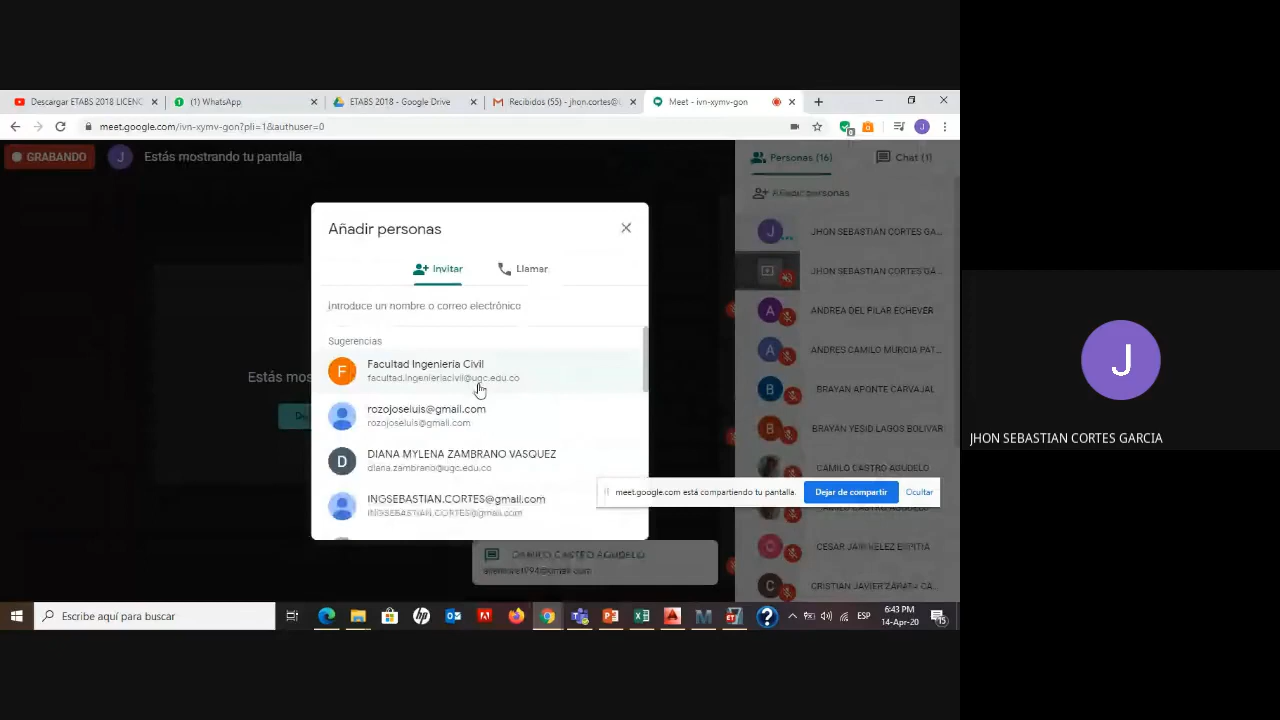 Descargar ETABS 2018 LICENC
(1) WhatsApp
ETABS 2018 - Google Drive
Recibidos (55) - jhon.cortes@
Meet - ivn-xymv-gon
meet.google.com/ivn-xymv-gon?pli=1&authuser=0
GRABANDO
J
Estás mostrando tu pantalla
Personas (16)
Chat (1)
Añadir personas
Añadir personas
Invitar
Llamar
Introduce un nombre o correo electrónico
Sugerencias
F
Facultad Ingeniería Civil
facultad.ingenieriacivil@ugc.edu.co
rozojoseluis@gmail.com
rozojoseluis@gmail.com
D
DIANA MYLENA ZAMBRANO VASQUEZ
diana.zambrano@ugc.edu.co
INGSEBASTIAN.CORTES@gmail.com
INGSEBASTIAN.CORTES@gmail.com
Estás mos
J
JHON SEBASTIAN CORTES GA...
JHON SEBASTIAN CORTES GA...
A
ANDREA DEL PILAR ECHEVER
A
ANDRES CAMILO MURCIA PAT
B
BRAYAN APONTE CARVAJAL
B
BRAYAN YESID LAGOS BOLIVAR
CAMILO CASTRO AGUDELO
meet.google.com está compartiendo tu pantalla.
Dejar de compartir
Ocultar
C
C
CRISTIAN JAVIER ZAPATA CA...
J
JHON SEBASTIAN CORTES GARCIA
Escribe aquí para buscar
ESP
6:43 PM
14-Apr-20
15